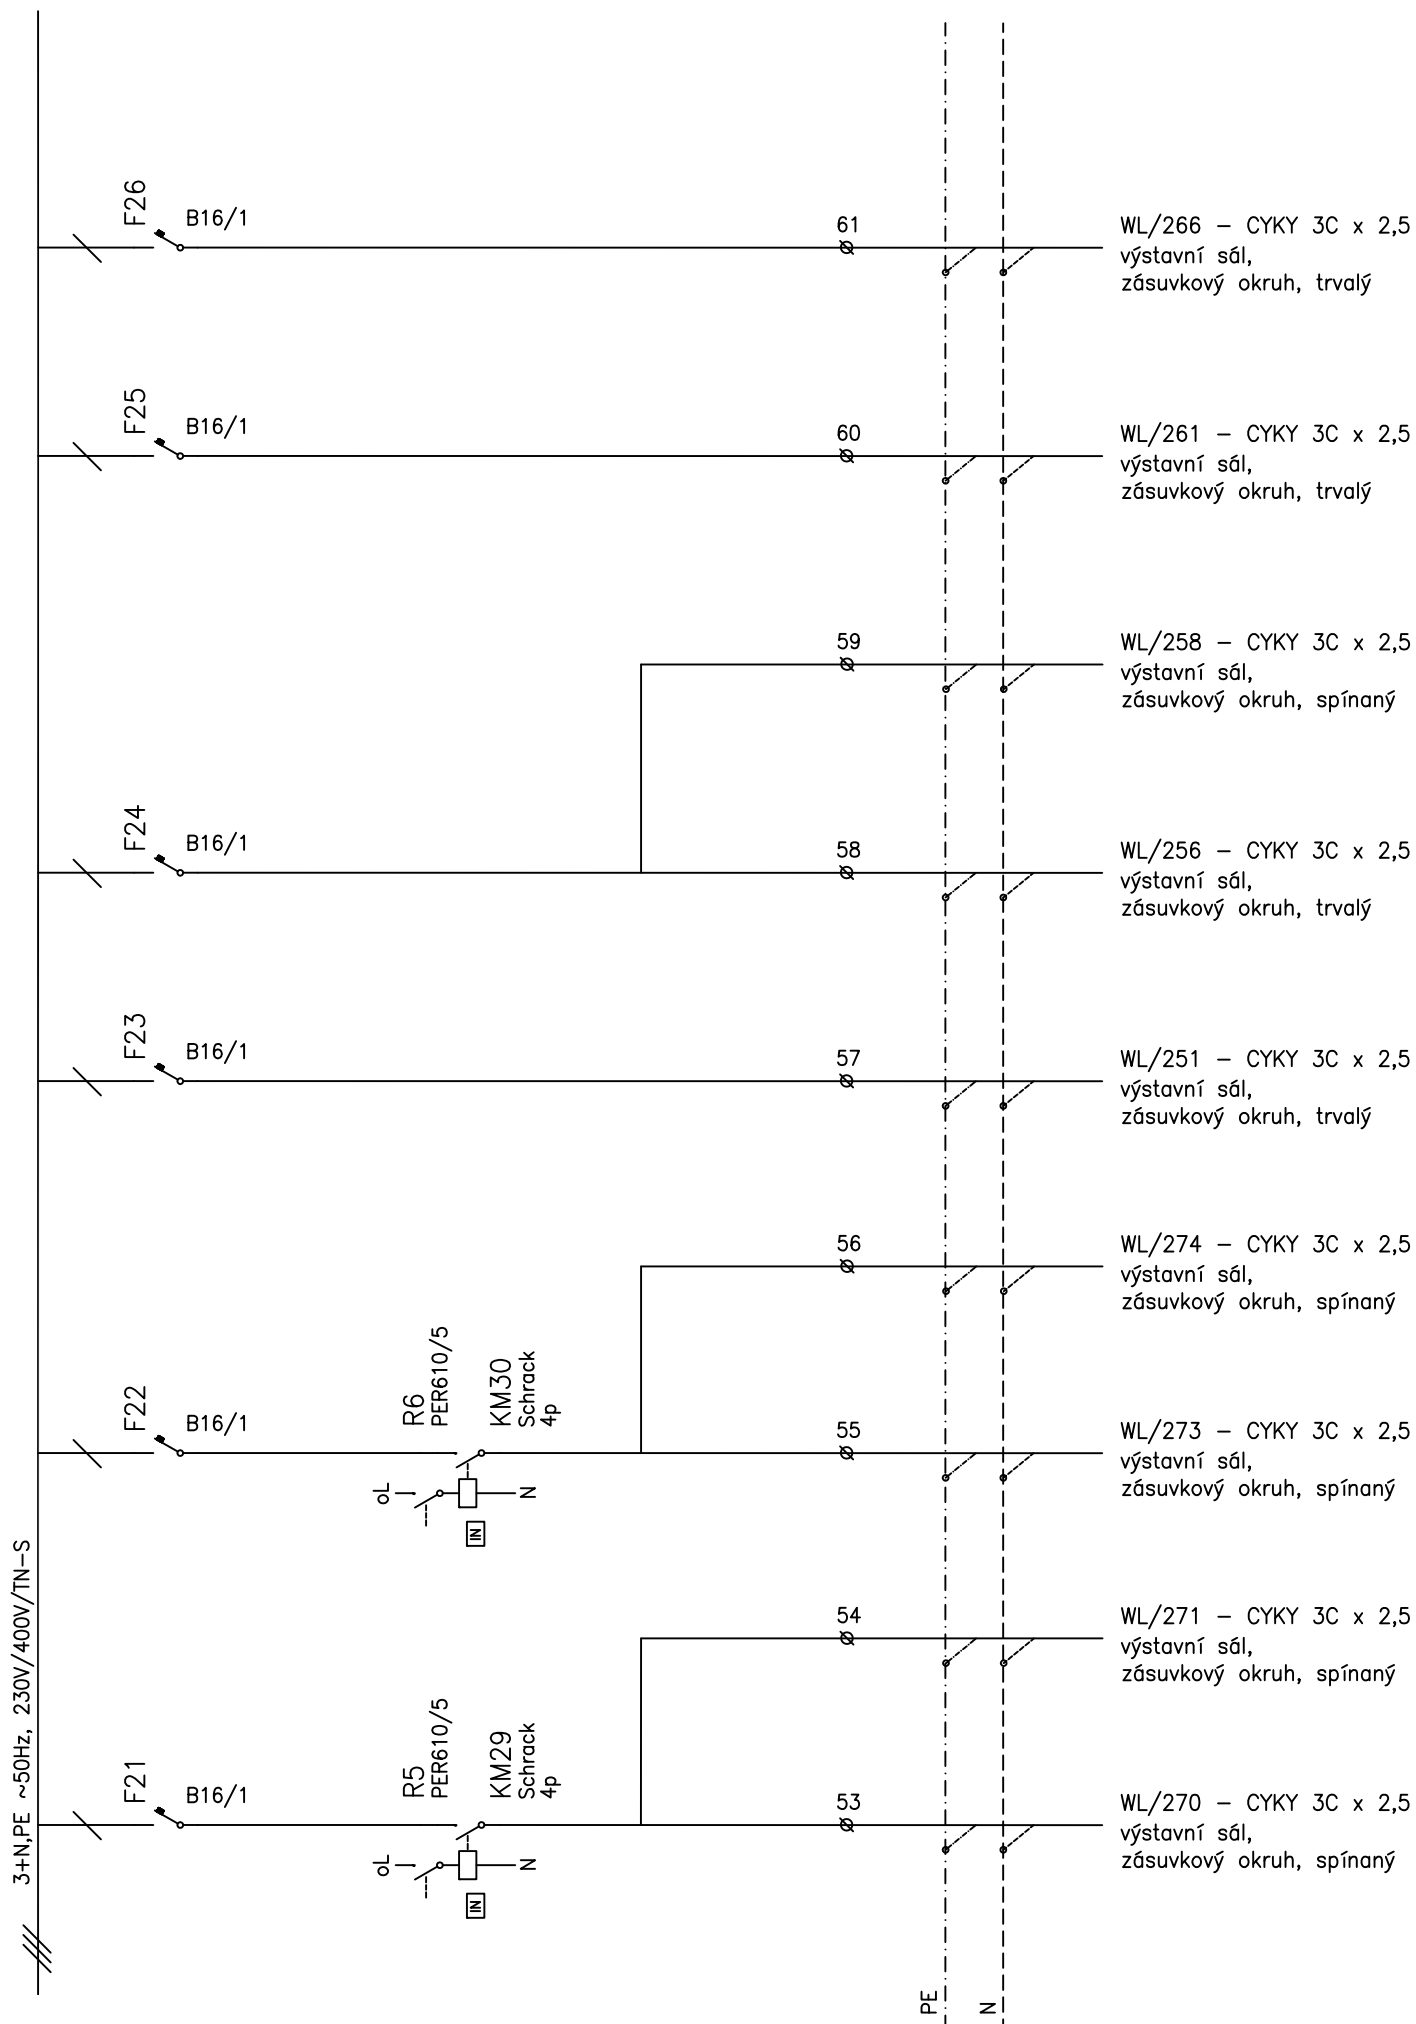 F26
B16/1
61
WL/266 – CYKY 3C x 2,5
výstavní sál,
zásuvkový okruh, trvalý
F25
B16/1
60
WL/261 – CYKY 3C x 2,5
výstavní sál,
zásuvkový okruh, trvalý
59
WL/258 – CYKY 3C x 2,5
výstavní sál,
zásuvkový okruh, spínaný
F24
B16/1
58
WL/256 – CYKY 3C x 2,5
výstavní sál,
zásuvkový okruh, trvalý
F23
B16/1
57
WL/251 – CYKY 3C x 2,5
výstavní sál,
zásuvkový okruh, trvalý
56
WL/274 – CYKY 3C x 2,5
výstavní sál,
zásuvkový okruh, spínaný
F22
B16/1
R6
PER610/5
KM30
Schrack
4p
55
WL/273 – CYKY 3C x 2,5
výstavní sál,
zásuvkový okruh, spínaný
oL
N
IN
54
WL/271 – CYKY 3C x 2,5
výstavní sál,
zásuvkový okruh, spínaný
3+N,PE ~50Hz, 230V/400V/TN–S
F21
B16/1
R5
PER610/5
KM29
Schrack
4p
53
WL/270 – CYKY 3C x 2,5
výstavní sál,
zásuvkový okruh, spínaný
oL
N
IN
PE
N